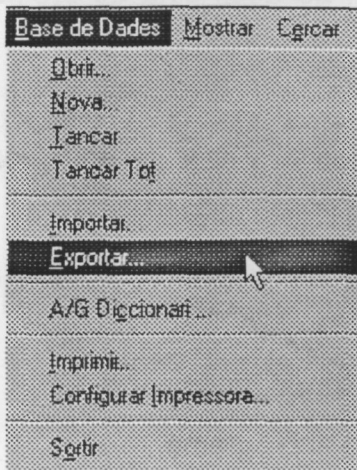 Base de Dades Mostrar Cercar
Obrir...
Nova...
Tancar
Tancar Tot
Importar...
Exportar...
A/G Diccionari ...
Imprimir...
Configurar Impressora...
Sortir